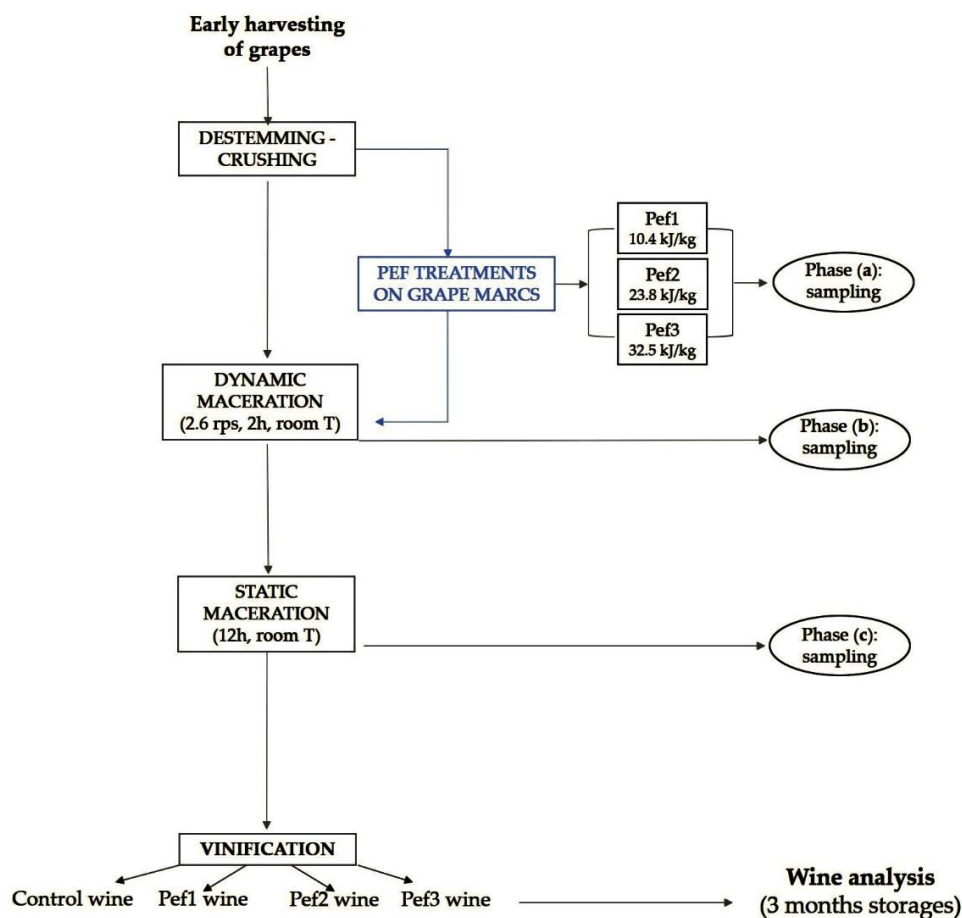 Early harvesting
of grapes
DESTEMMING -
CRUSHING
Pef1
10.4 kJ/kg
PEF TREATMENTS
ON GRAPE MARCS
Pef2
23.8 kJ/kg
Pef3
32.5 kJ/kg
Phase (a):
sampling
DYNAMIC
MACERATION
(2.6 rps, 2h, room T)
Phase (b):
sampling
STATIC
MACERATION
(12h, room T)
Phase (c):
sampling
VINIFICATION
Control wine
Pef1 wine
Pef2 wine
Pef3 wine
Wine analysis
(3 months storages)